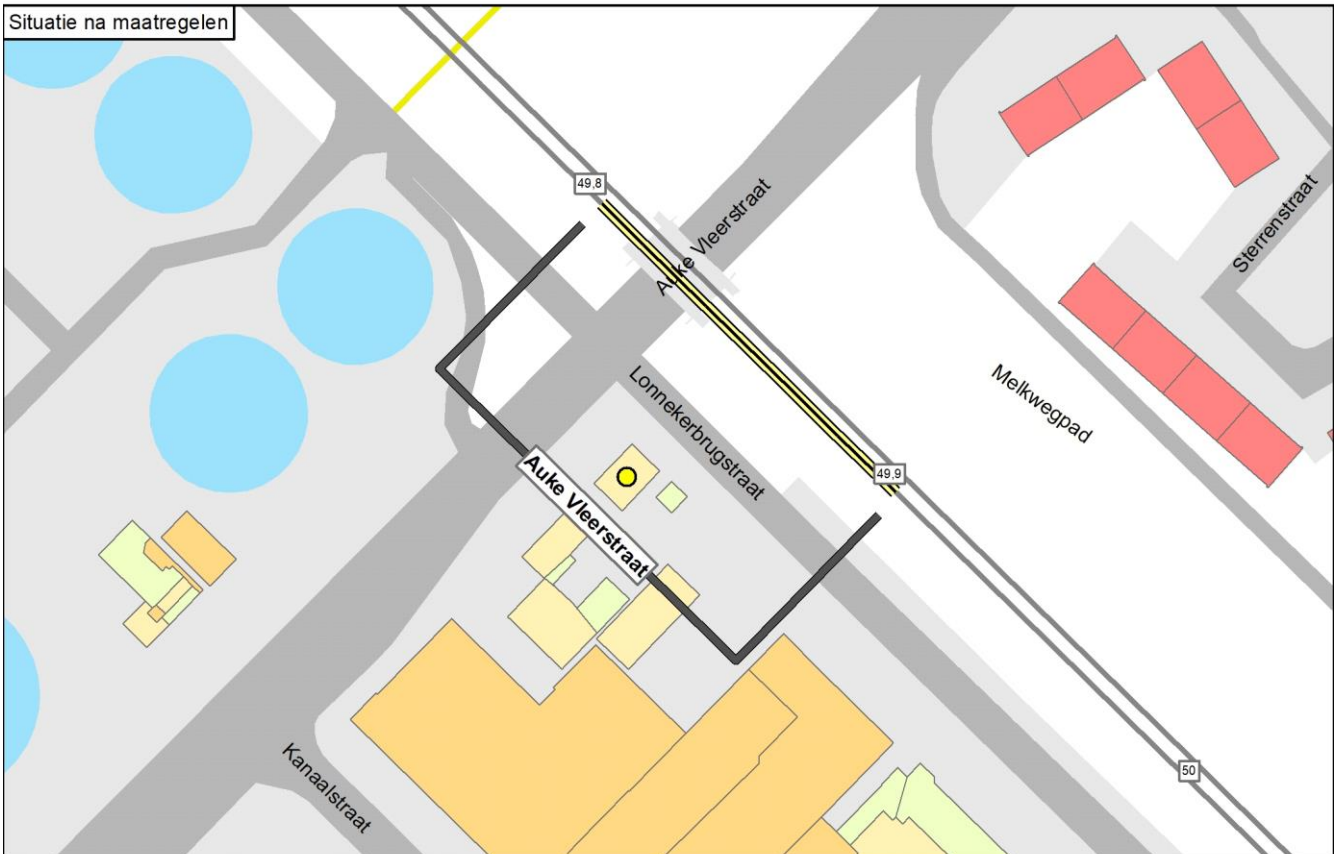 Situatie na maatregelen
49,8
Auke Vleerstraat
Sterrenstraat
Melkwegpad
Lonnekerbrugstraat
49,9
Auke Vleerstraat
50
Kanaalstraat